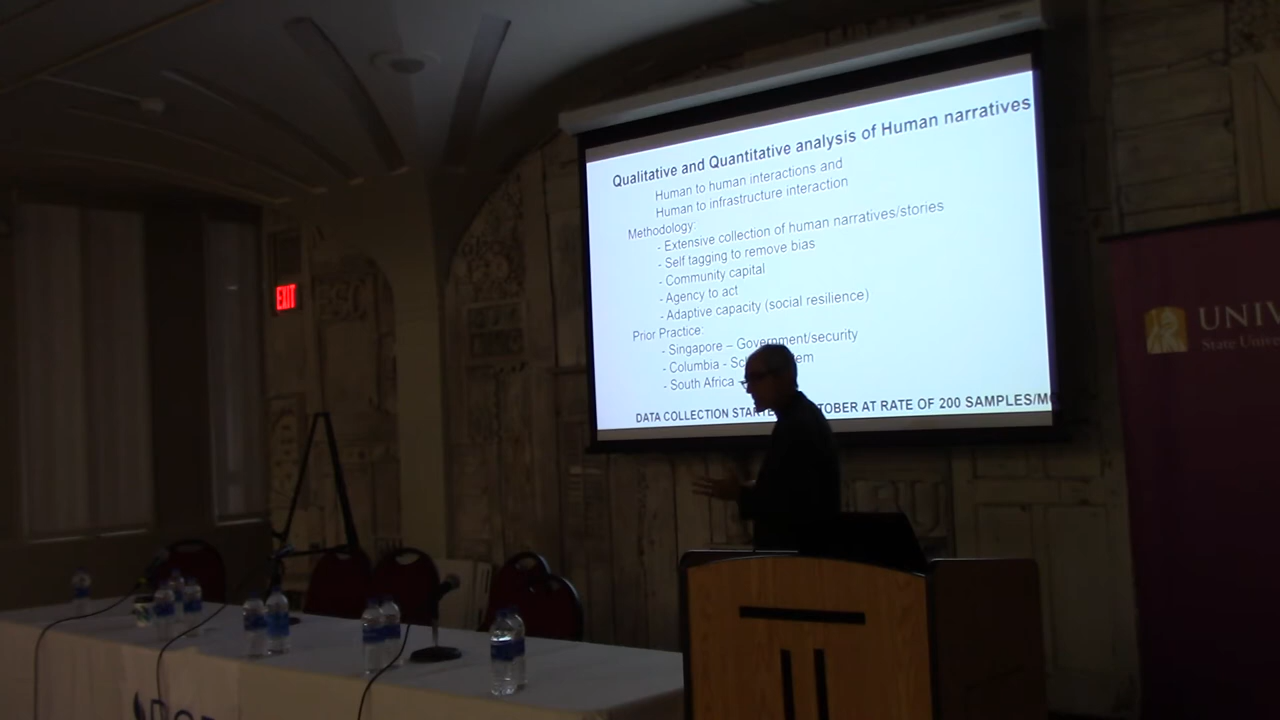 Qualitative and Quantitative analysis of Human narratives
Human to human interactions and
Human to infrastructure interaction
Methodology:
- Extensive collection of human narratives/stories
- Self tagging to remove bias
- Community capital
- Agency to act
- Adaptive capacity (social resilience)
Prior Practice:
- Singapore – Government/security
- Columbia -
- South Africa -
DATA COLLECTION AT RATE OF 200 SAMPLES/
EXIT
UNIV
State Unive